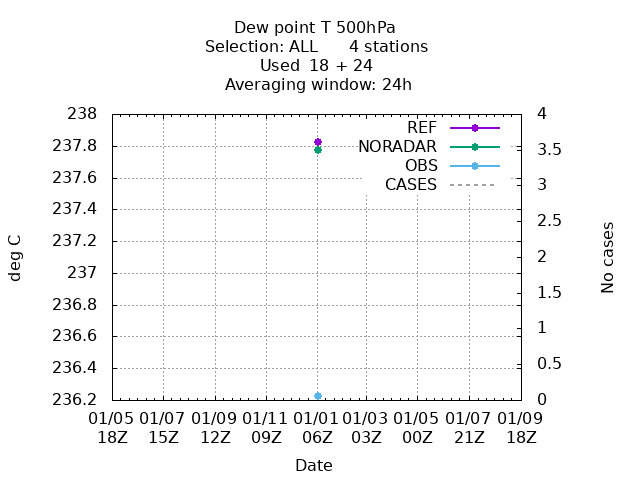 Dew point T 500hPa
Selection: ALL 4 stations
Used 18 + 24
Averaging window: 24h
238
237.8
237.6
237.4
237.2
237
236.8
236.6
236.4
236.2
deg C
4
3.5
3
2.5
2
1.5
1
0.5
0
No cases
REF
NORADAR
OBS
CASES
01/05 01/07 01/09 01/11 01/01 01/03 01/05 01/07 01/09
18Z 15Z 12Z 09Z 06Z 03Z 00Z 21Z 18Z
Date